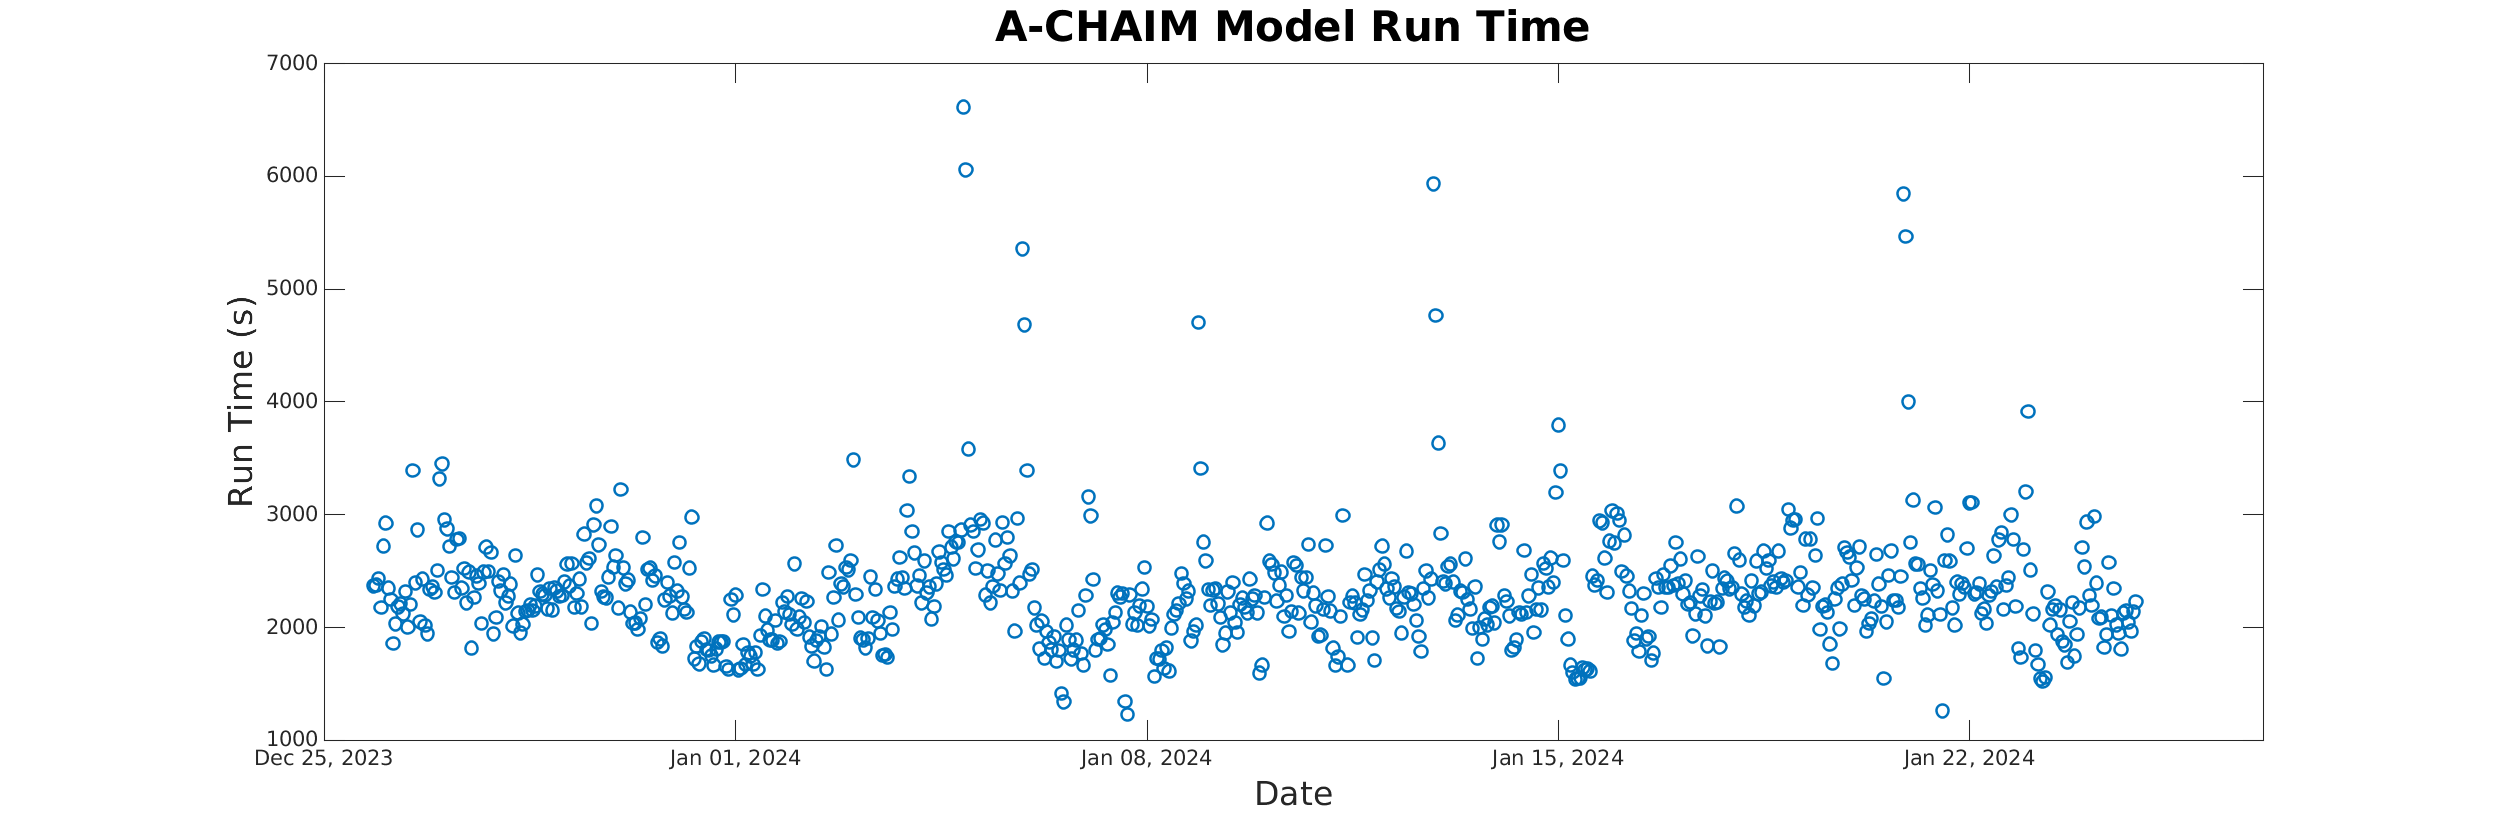 A-CHAIM Model Run Time
7000
6000
5000
4000
3000
2000
1000
Run Time (s)
Dec 25, 2023
Jan 01, 2024
Jan 08, 2024
Jan 15, 2024
Jan 22, 2024
Date